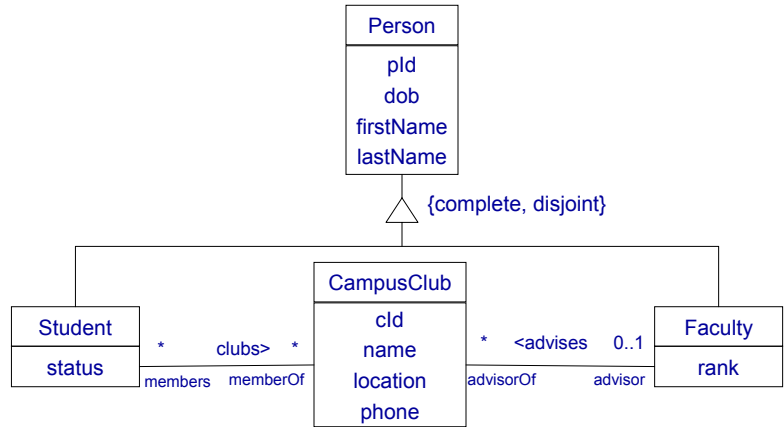 Person
pId
dob
firstName
lastName
{complete, disjoint}
Student
status
* clubs> *
members memberOf
CampusClub
cId
name
location
phone
* <advises 0..1
advisorOf advisor
Faculty
rank